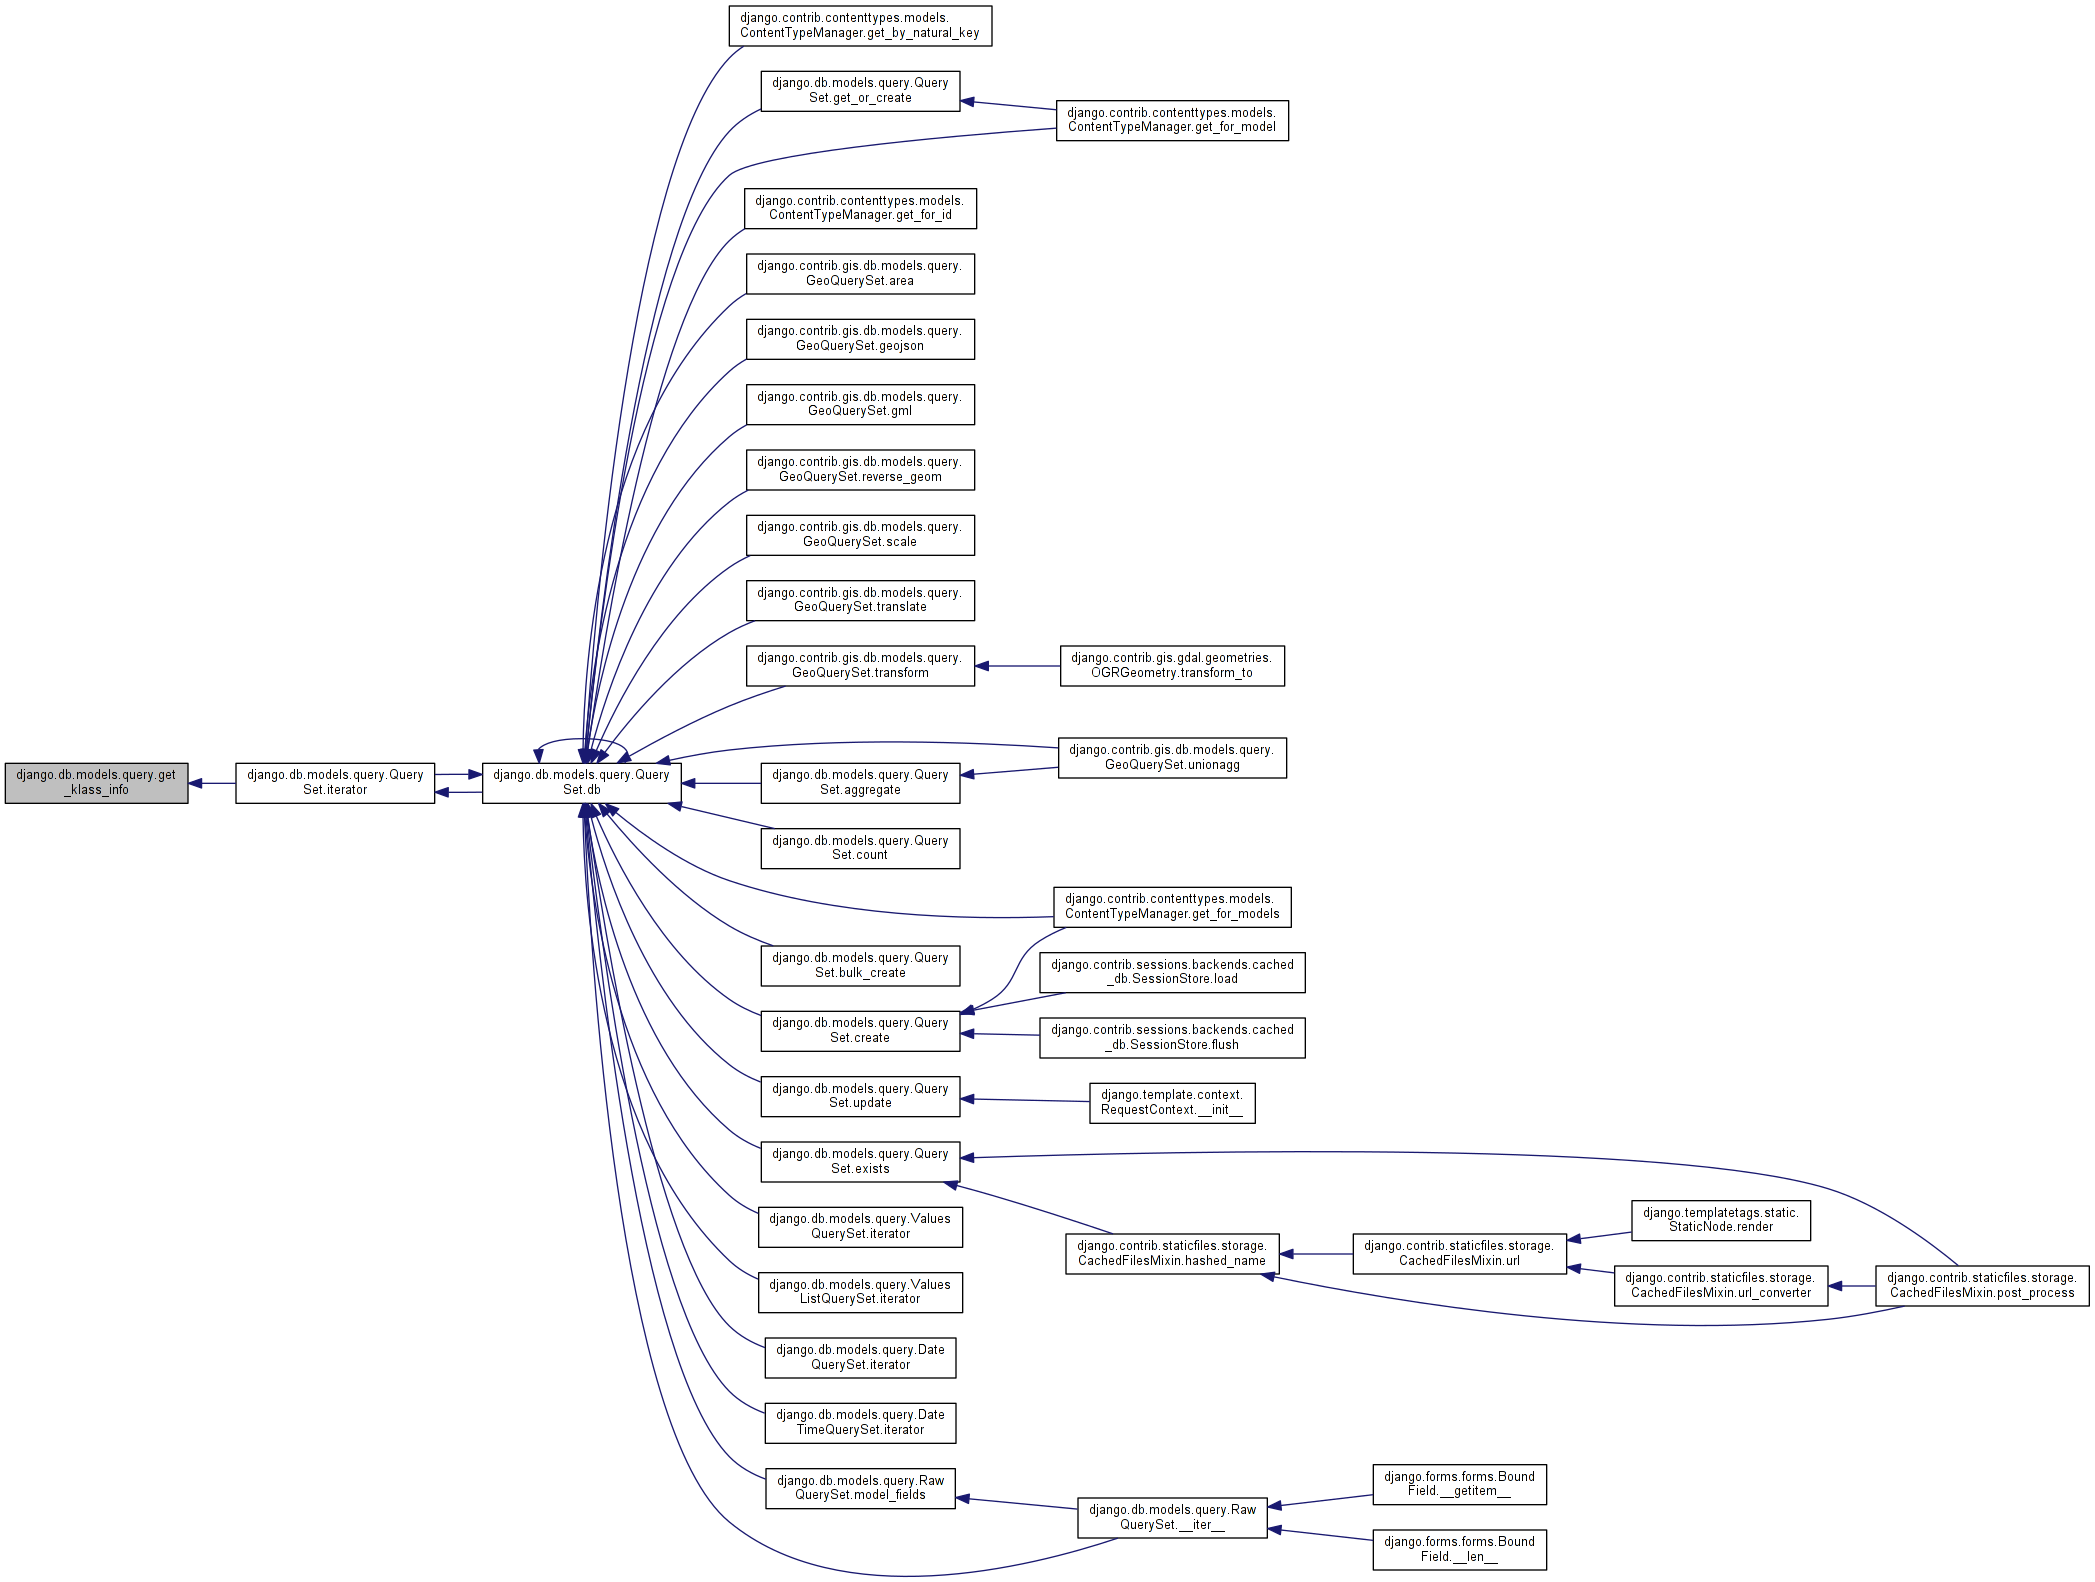 django.contrib.contenttypes.models.
ContentTypeManager.get_by_natural_key
django.db.models.query.Query
Set.get_or_create
django.contrib.contenttypes.models.
ContentTypeManager.get_for_model
django.contrib.contenttypes.models.
ContentTypeManager.get_for_id
django.contrib.gis.db.models.query.
GeoQuerySet.area
django.contrib.gis.db.models.query.
GeoQuerySet.geojson
django.contrib.gis.db.models.query.
GeoQuerySet.gml
django.contrib.gis.db.models.query.
GeoQuerySet.reverse_geom
django.contrib.gis.db.models.query.
GeoQuerySet.scale
django.contrib.gis.db.models.query.
GeoQuerySet.translate
django.contrib.gis.db.models.query.
GeoQuerySet.transform
django.contrib.gis.gdal.geometries.
OGRGeometry.transform_to
django.contrib.gis.db.models.query.
GeoQuerySet.unionagg
django.db.models.query.get
_klass_info
django.db.models.query.Query
Set.iterator
django.db.models.query.Query
Set.db
django.db.models.query.Query
Set.aggregate
django.db.models.query.Query
Set.count
django.contrib.contenttypes.models.
ContentTypeManager.get_for_models
django.db.models.query.Query
Set.bulk_create
django.contrib.sessions.backends.cached
_db.SessionStore.load
django.db.models.query.Query
Set.create
django.contrib.sessions.backends.cached
_db.SessionStore.flush
django.db.models.query.Query
Set.update
django.template.context.
RequestContext.__init__
django.db.models.query.Query
Set.exists
django.db.models.query.Values
QuerySet.iterator
django.contrib.staticfiles.storage.
CachedFilesMixin.hashed_name
django.contrib.staticfiles.storage.
CachedFilesMixin.url
django.templatetags.static.
StaticNode.render
django.contrib.staticfiles.storage.
CachedFilesMixin.url_converter
django.contrib.staticfiles.storage.
CachedFilesMixin.post_process
django.db.models.query.Values
ListQuerySet.iterator
django.db.models.query.Date
QuerySet.iterator
django.db.models.query.Date
TimeQuerySet.iterator
django.db.models.query.Raw
QuerySet.model_fields
django.db.models.query.Raw
QuerySet.__iter__
django.forms.forms.Bound
Field.__getitem__
django.forms.forms.Bound
Field.__len__